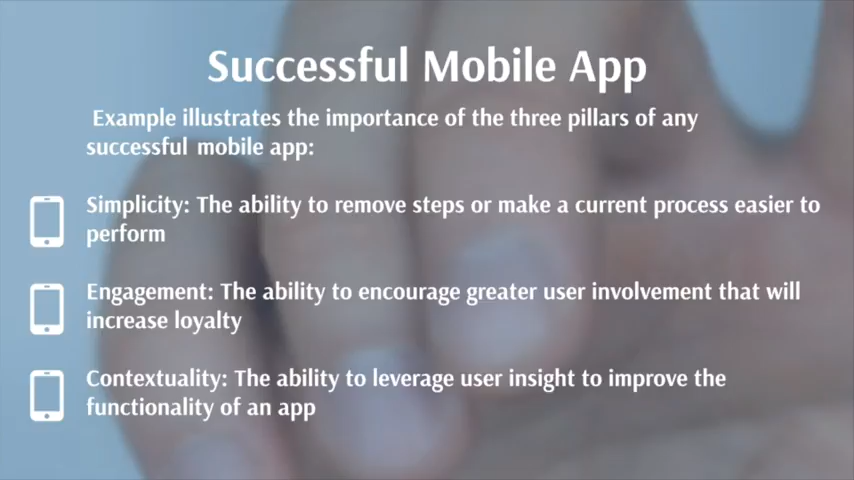 Successful Mobile App
Example illustrates the importance of the three pillars of any
successful mobile app:
Simplicity: The ability to remove steps or make a current process easier to
perform
Engagement: The ability to encourage greater user involvement that will
increase loyalty
Contextuality: The ability to leverage user insight to improve the
functionality of an app